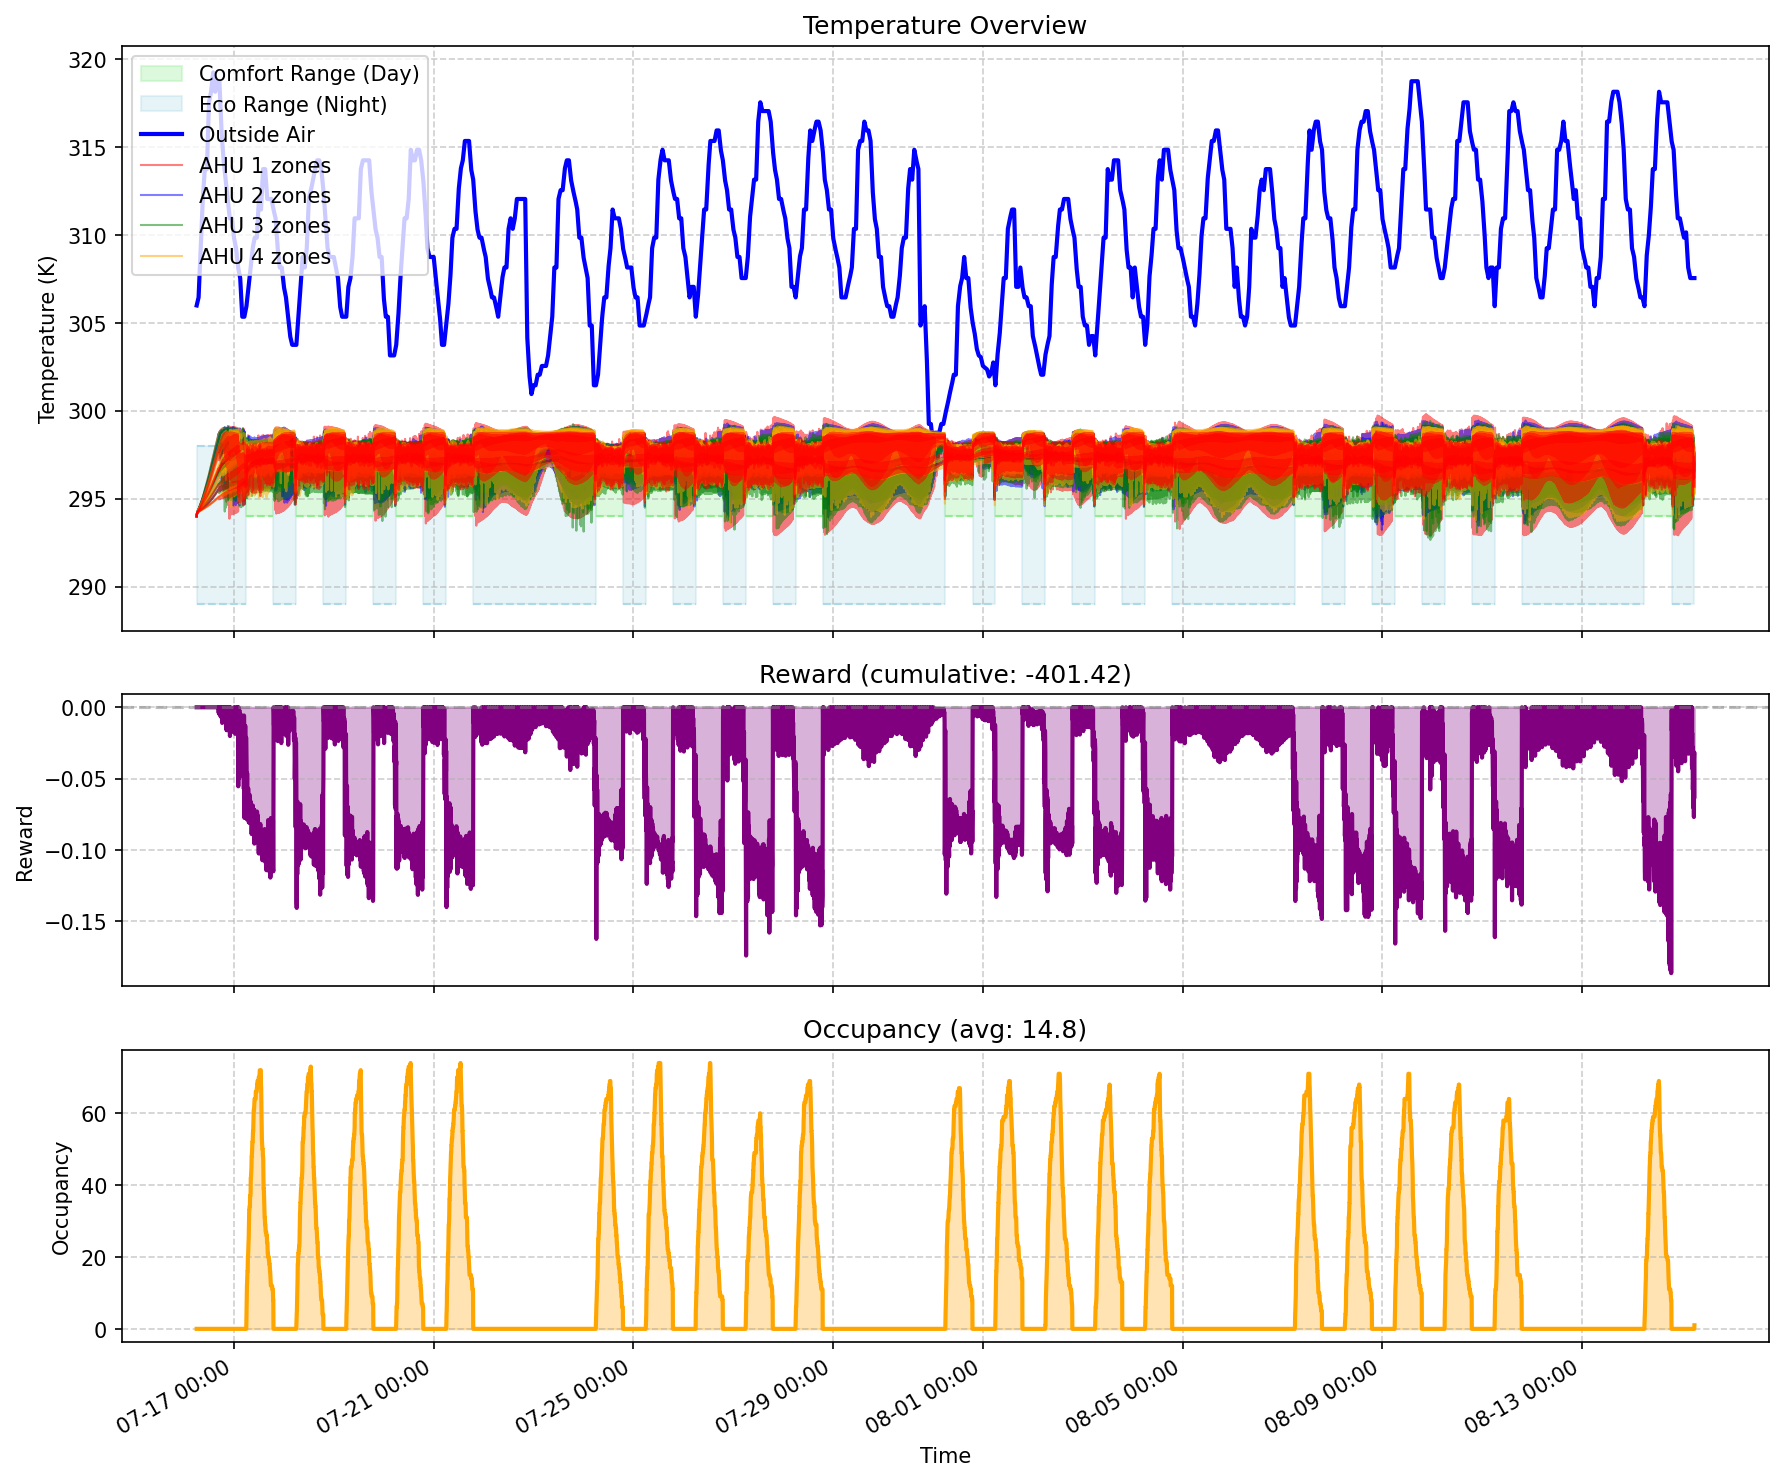 Temperature Overview
320
315
310
305
300
295
290
Temperature (K)
Comfort Range (Day)
Eco Range (Night)
Outside Air
AHU 1 zones
AHU 2 zones
AHU 3 zones
AHU 4 zones
Reward (cumulative: -401.42)
0.00
−0.05
−0.10
−0.15
Reward
Occupancy (avg: 14.8)
60
40
20
0
Occupancy
07-17 00:00
07-21 00:00
07-25 00:00
07-29 00:00
08-01 00:00
08-05 00:00
08-09 00:00
08-13 00:00
Time